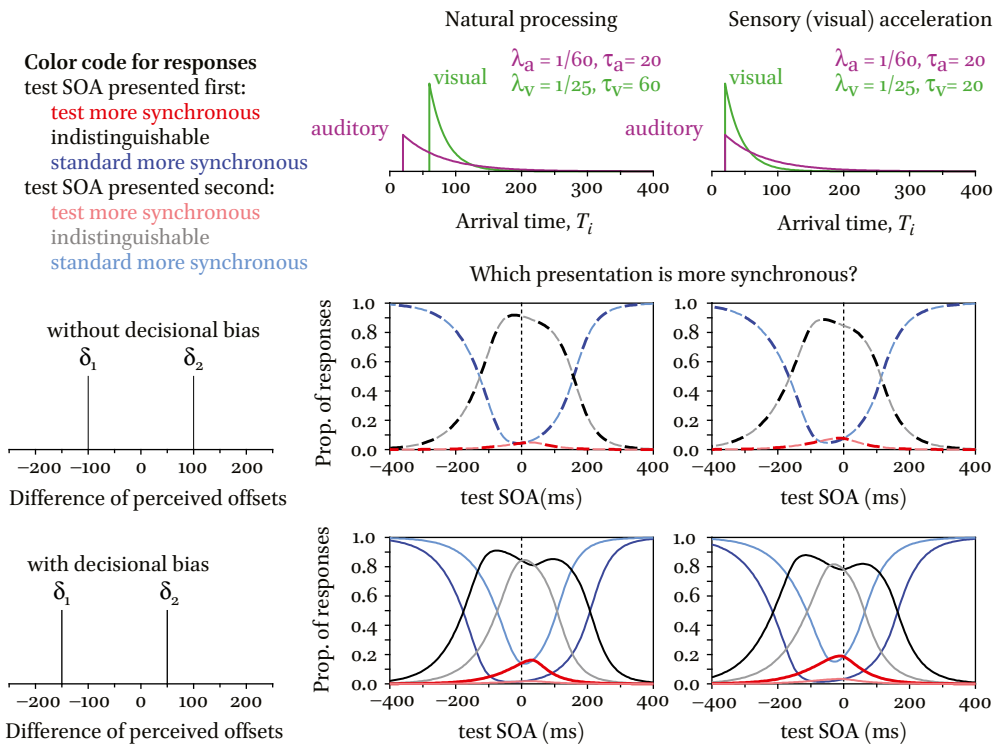 Natural processing
Sensory (visual) acceleration
Color code for responses
test SOA presented first:
test more synchronous
indistinguishable
standard more synchronous
test SOA presented second:
test more synchronous
indistinguishable
standard more synchronous
λa = 1/60, τa= 20
λv = 1/25, τv= 60
visual
auditory
0 100 200 300 400
Arrival time, Ti
λa = 1/60, τa= 20
λv = 1/25, τv= 20
visual
auditory
0 100 200 300 400
Arrival time, Ti
Which presentation is more synchronous?
without decisional bias
δ1 δ2
−200 −100 0 100 200
Difference of perceived offsets
Prop. of responses
1.0
0.8
0.6
0.4
0.2
0.0
−400 −200 0 200 400
test SOA(ms)
1.0
0.8
0.6
0.4
0.2
0.0
−400 −200 0 200 400
test SOA (ms)
with decisional bias
δ1 δ2
−200 −100 0 100 200
Difference of perceived offsets
Prop. of responses
1.0
0.8
0.6
0.4
0.2
0.0
−400 −200 0 200 400
test SOA (ms)
1.0
0.8
0.6
0.4
0.2
0.0
−400 −200 0 200 400
test SOA (ms)